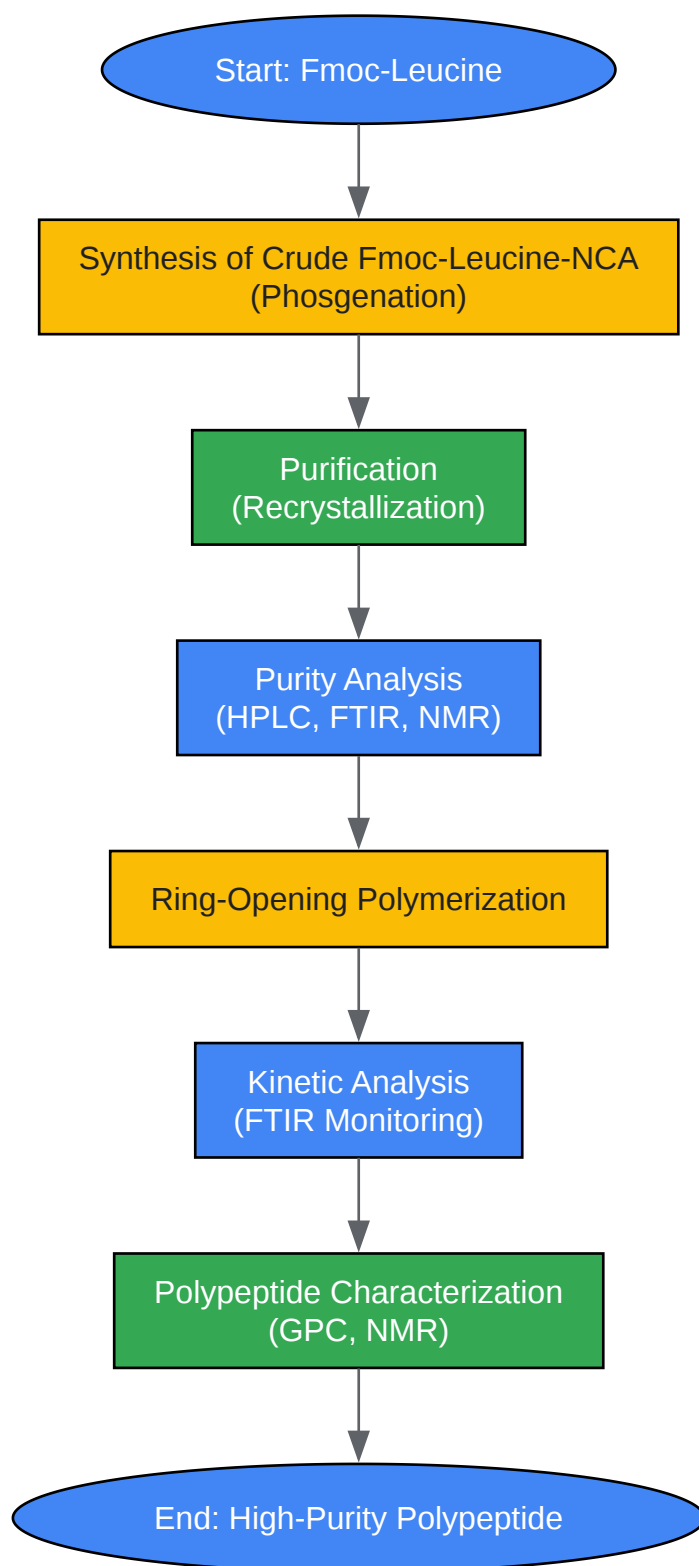 Start: Fmoc-Leucine
Synthesis of Crude Fmoc-Leucine-NCA
(Phosgenation)
Purification
(Recrystallization)
Purity Analysis
(HPLC, FTIR, NMR)
Ring-Opening Polymerization
Kinetic Analysis
(FTIR Monitoring)
Polypeptide Characterization
(GPC, NMR)
End: High-Purity Polypeptide